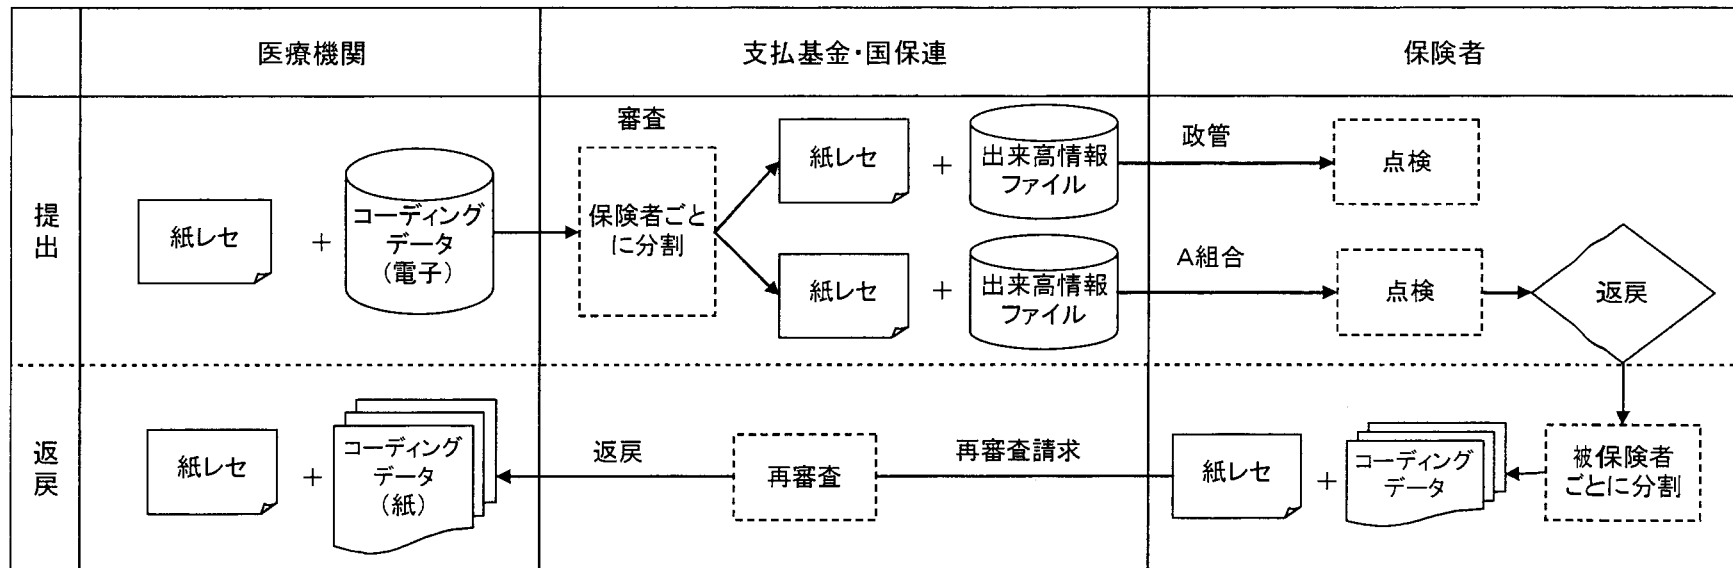 医療機関
支払基金・国保連
保険者
提出
紙レセ
+
コーディング
データ
(電子)
審査
保険者ごと
に分割
紙レセ
+
出来高情報
ファイル
政管
点検
紙レセ
+
出来高情報
ファイル
A組合
点検
返戻
返戻
紙レセ
+
コーディング
データ
(紙)
返戻
再審査
再審査請求
紙レセ
+
コーディング
データ
被保険者
ごとに分割